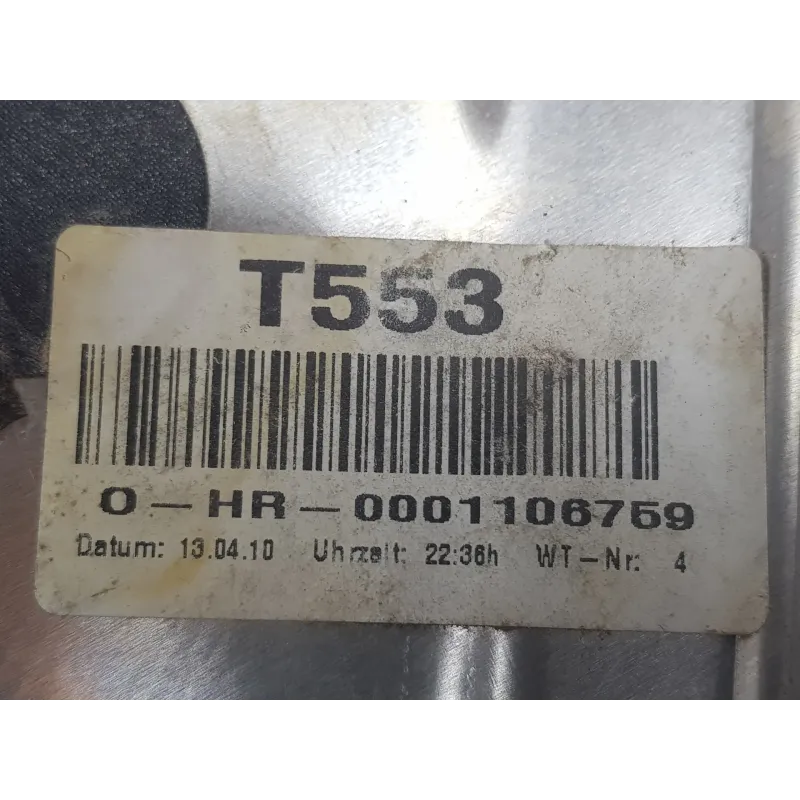 T553
O-HR-0001106759
Datum: 13.04.10 Uhrzeit: 22:36h WT-Nr: 4